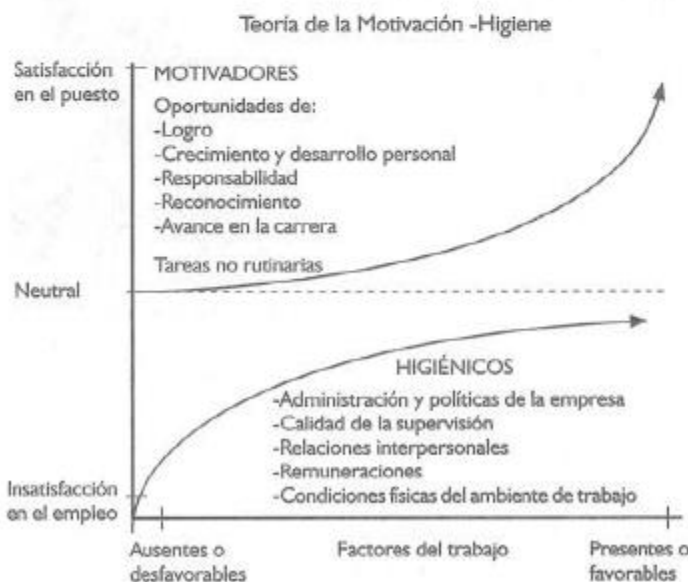 Teoría de la Motivación -Higiene
Satisfacción
en el puesto
MOTIVADORES
Oportunidades de:
-Logro
-Crecimiento y desarrollo personal
-Responsabilidad
-Reconocimiento
-Avance en la carrera
Tareas no rutinarias
Neutral
HIGIÉNICOS
-Administración y políticas de la empresa
-Calidad de la supervisión
-Relaciones interpersonales
-Remuneraciones
-Condiciones físicas del ambiente de trabajo
Insatisfacción
en el empleo
Ausentes o
desfavorables
Factores del trabajo
Presentes o
favorables